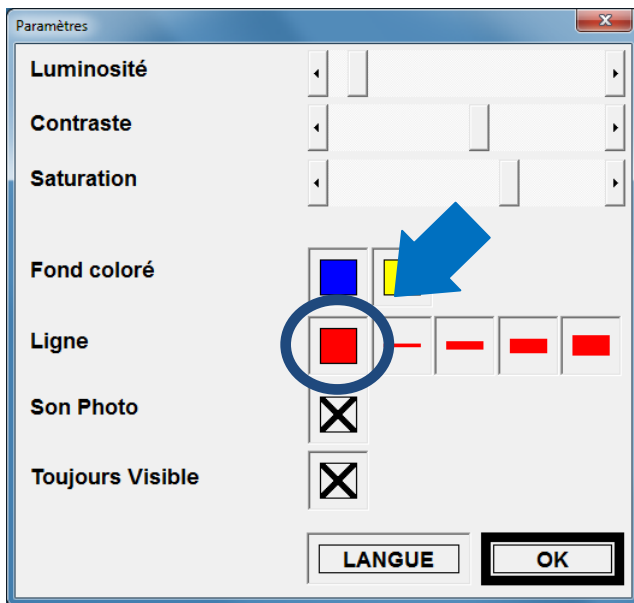 Paramètres
Luminosité
Contraste
Saturation
Fond coloré
Ligne
Son Photo
Toujours Visible
LANGUE OK